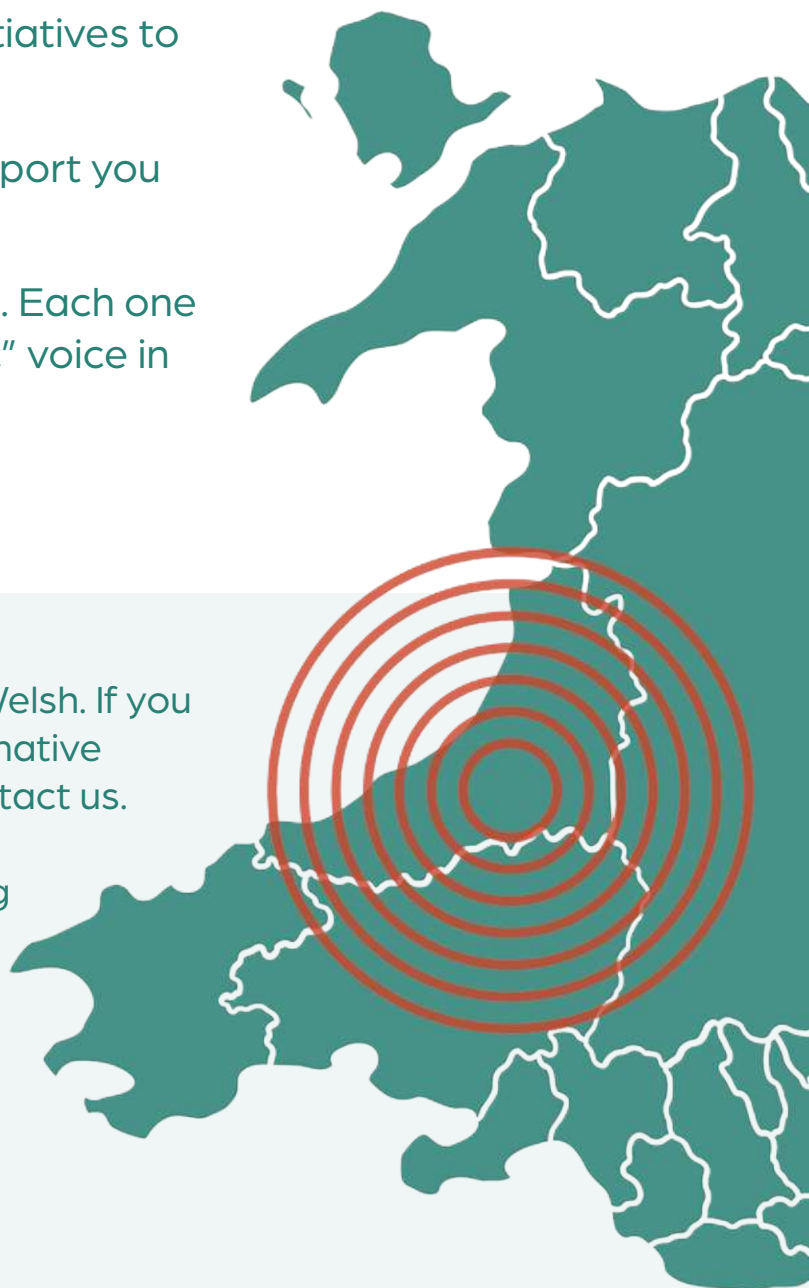 tiatives to
port you
. Each one
” voice in
Velsh. If you
native
tact us.
g